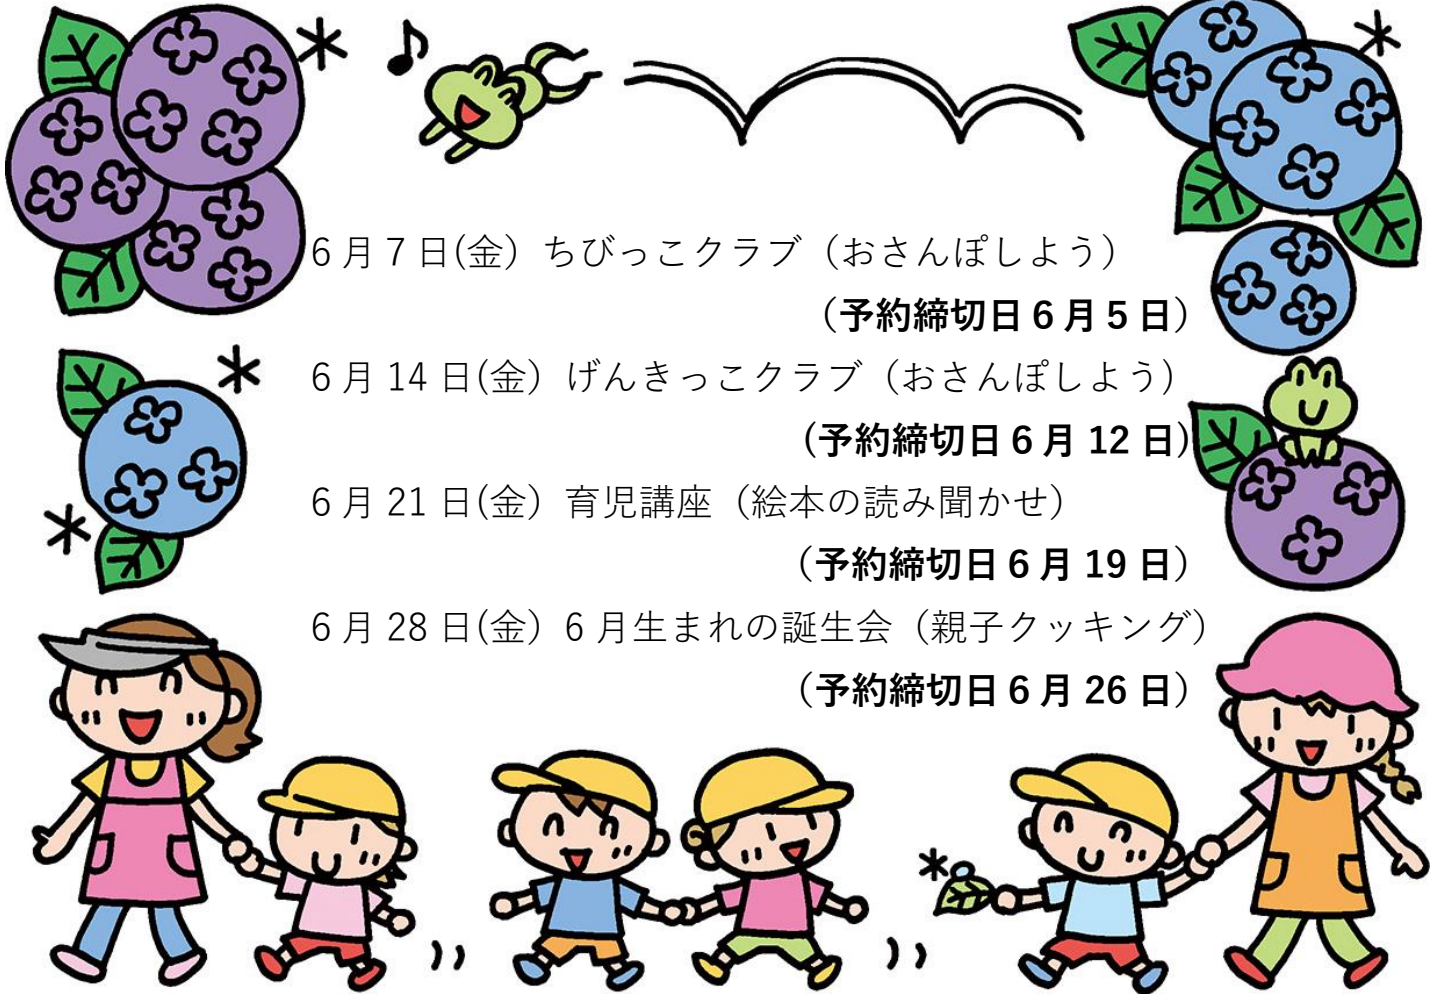 6月7日(金）ちびっこクラブ（おさんぽしよう）
（予約締切日6月5日）
6月14日(金）げんきっこクラブ（おさんぽしよう）
（予約締切日6月12日）
6月21日(金）育児講座（絵本の読み聞かせ）
（予約締切日6月19日）
6月28日(金）6月生まれの誕生会（親子クッキング）
（予約締切日6月26日）